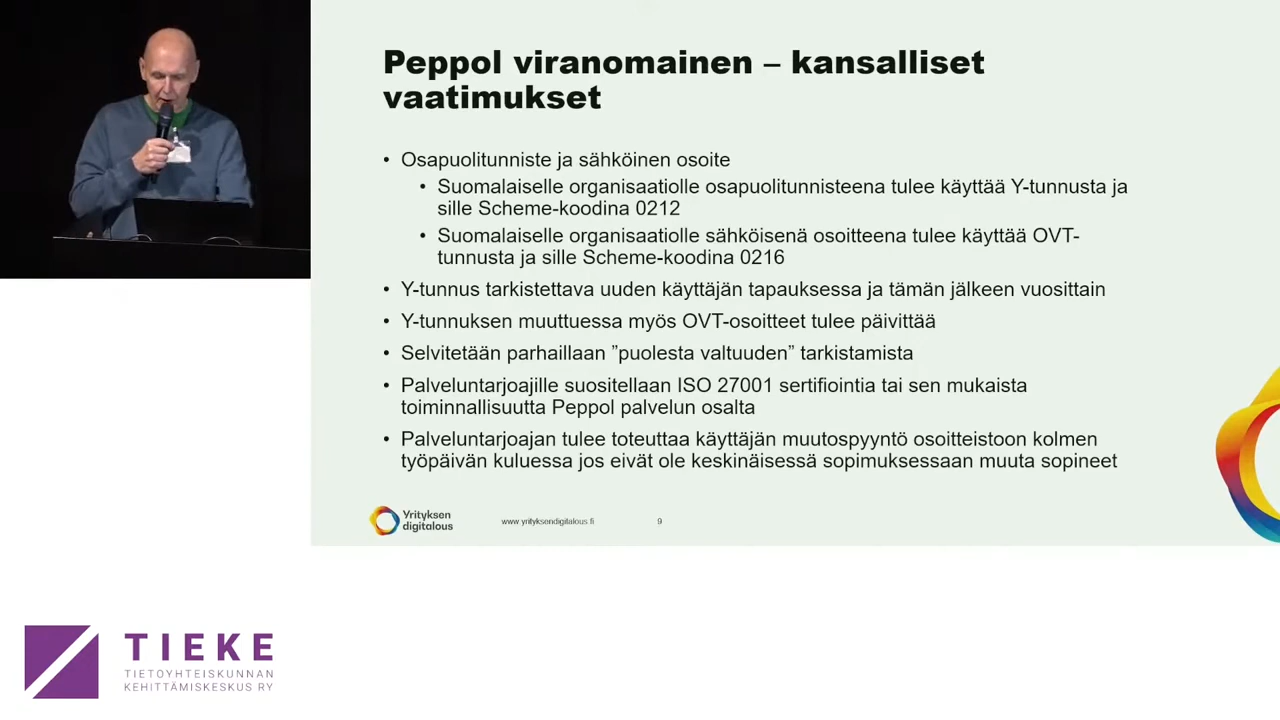 Peppol viranomainen – kansalliset
vaatimukset
• Osapuolitunniste ja sähköinen osoite
• Suomalaiselle organisaatiolle osapuolitunnisteena tulee käyttää Y-tunnusta ja
sille Scheme-koodina 0212
• Suomalaiselle organisaatiolle sähköisenä osoitteena tulee käyttää OVT-
tunnusta ja sille Scheme-koodina 0216
• Y-tunnus tarkistettava uuden käyttäjän tapauksessa ja tämän jälkeen vuosittain
• Y-tunnuksen muuttuessa myös OVT-osoitteet tulee päivittää
• Selvitetään parhaillaan ”puolesta valtuuden” tarkistamista
• Palveluntarjoajille suositellaan ISO 27001 sertifiointia tai sen mukaista
toiminnallisuutta Peppol palvelun osalta
• Palveluntarjoajan tulee toteuttaa käyttäjän muutospyyntö osoitteistoon kolmen
työpäivän kuluessa jos eivät ole keskinäisessä sopimuksessaan muuta sopineet
Yrityksen
digitalous
www.yrityksendigitalous.fi
9
TIEKE
TIETOYHTEISKUNNAN
KEHITTÄMISKESKUS RY